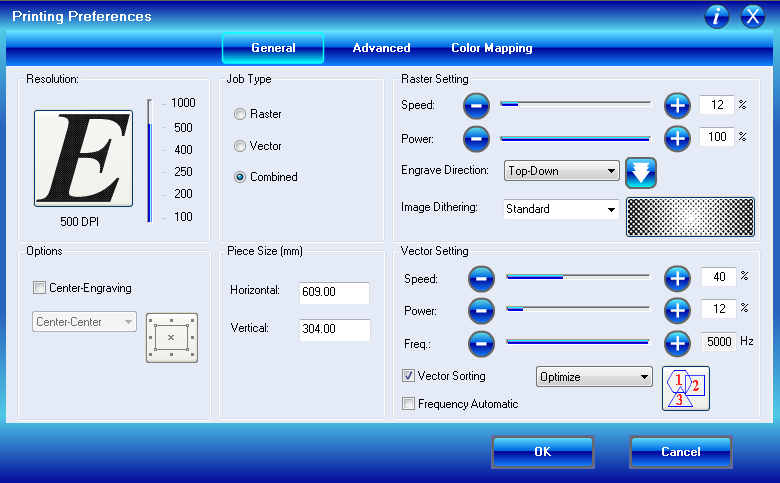 Printing Preferences
i X
General Advanced Color Mapping
Resolution:
E
1000
500
400
250
200
100
500 DPI
Job Type
Raster
Vector
Combined
Raster Setting
Speed: 12 %
Power: 100 %
Engrave Direction: Top-Down
Image Dithering: Standard
Options
Center-Engraving
Center-Center
Piece Size (mm)
Horizontal: 609.00
Vertical: 304.00
Vector Setting
Speed: 40 %
Power: 12 %
Freq.: 5000 Hz
Vector Sorting Optimize
1
2
3
Frequency Automatic
OK Cancel